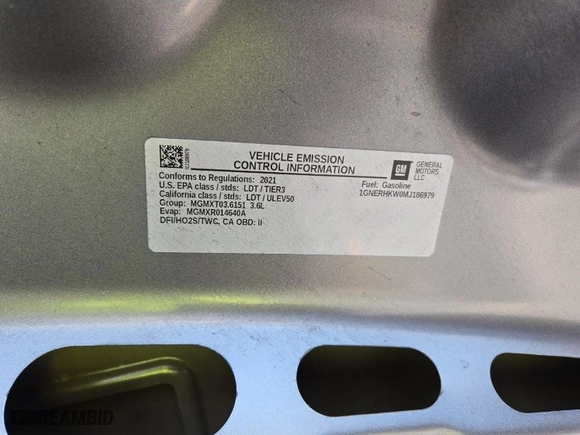 VEHICLE EMISSION
CONTROL INFORMATION
GM
GENERAL
MOTORS
LLC
Conforms to Regulations: 2021
U.S. EPA class / stds: LDT / TIER3
California class / stds: LDT / ULEV50
Group: MGMXT03.6151 3.6L
Evap: MGMXR014640A
DFI/HO2S/TWC, CA OBD: II
Fuel: Gasoline
1GNERHKW0MJ186979
DREAMBID